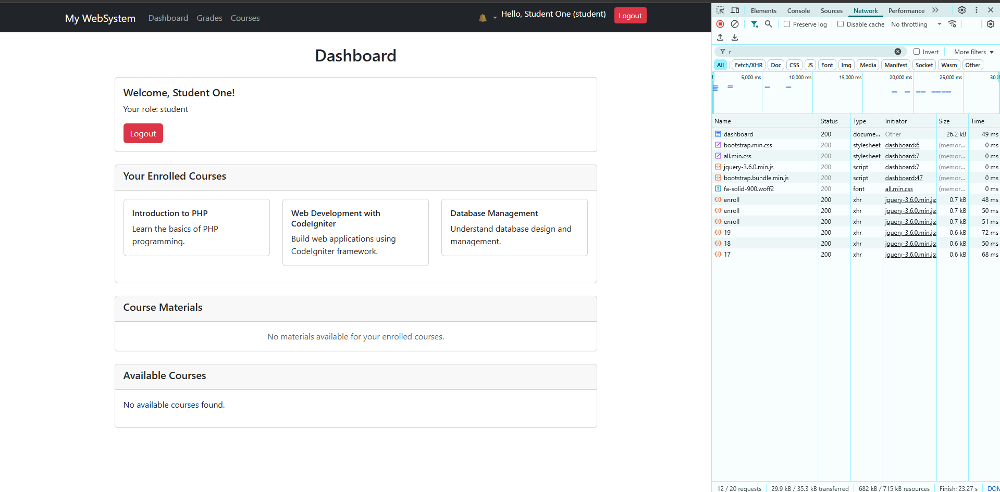 My WebSystem Dashboard Grades Courses Hello, Student One (student) Logout
Dashboard
Welcome, Student One!
Your role: student
Logout
Your Enrolled Courses
Introduction to PHP
Learn the basics of PHP
programming.
Web Development with
CodeIgniter
Build web applications using
CodeIgniter framework.
Database Management
Understand database design and
management.
Course Materials
No materials available for your enrolled courses.
Available Courses
No available courses found.
Elements Console Sources Network Performance
Preserve log Disable cache No throttling
r Invert More filters
All Fetch/XHR Doc CSS JS Font Img Media Manifest Socket Wasm Other
5,000 ms 10,000 ms 15,000 ms 20,000 ms 25,000 ms 30,0
Name Status Type Initiator Size Time
dashboard 200 docume... Other 26.2 kB 49 ms
bootstrap.min.css 200 stylesheet dashboard:6 (memor... 0 ms
all.min.css 200 stylesheet dashboard:7 (memor... 0 ms
jquery-3.6.0.min.js 200 script dashboard:7 (memor... 0 ms
bootstrap.bundle.min.js 200 script dashboard:47 (memor... 0 ms
fa-solid-900.woff2 200 font all.min.css (memor... 0 ms
enroll 200 xhr jquery-3.6.0.min.js: 0.7 kB 48 ms
enroll 200 xhr jquery-3.6.0.min.js: 0.7 kB 50 ms
enroll 200 xhr jquery-3.6.0.min.js: 0.7 kB 51 ms
19 200 xhr jquery-3.6.0.min.js: 0.6 kB 72 ms
18 200 xhr jquery-3.6.0.min.js: 0.6 kB 50 ms
17 200 xhr jquery-3.6.0.min.js: 0.6 kB 68 ms
12 / 20 requests 29.9 kB / 35.3 kB transferred 682 kB / 715 kB resources Finish: 23.27 s DOM